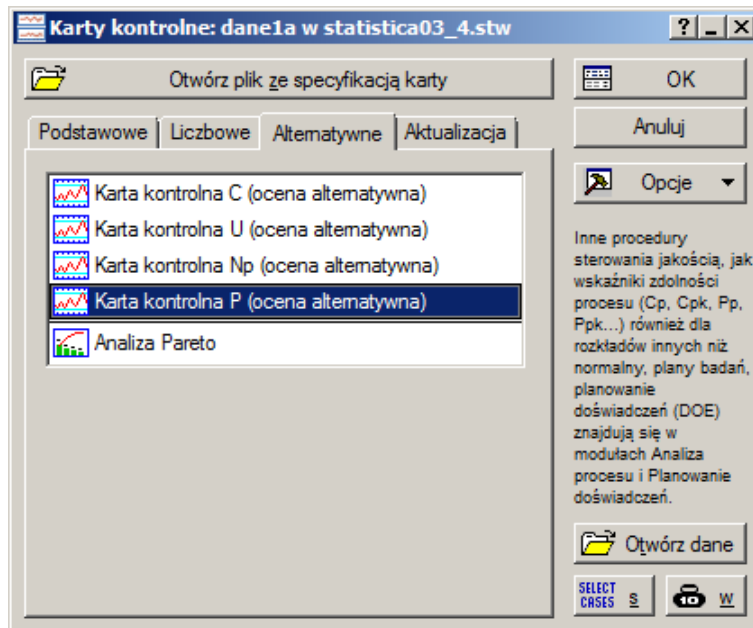 Karty kontrolne: dane1a w statistica03_4.stw
Otwórz plik ze specyfikacją karty
Podstawowe
Liczbowe
Alternatywne
Aktualizacja
Karta kontrolna C (ocena alternatywna)
Karta kontrolna U (ocena alternatywna)
Karta kontrolna Np (ocena alternatywna)
Karta kontrolna P (ocena alternatywna)
Analiza Pareto
OK
Anuluj
Opcje
Inne procedury
sterowania jakością, jak
wskaźniki zdolności
procesu (Cp, Cpk, Pp,
Ppk...) również dla
rozkładów innych niż
normalny, plany badań,
planowanie
doświadczeń (DOE)
znajdują się w
modułach Analiza
procesu i Planowanie
doświadczeń.
Otwórz dane
SELECT
CASES
s
10
w